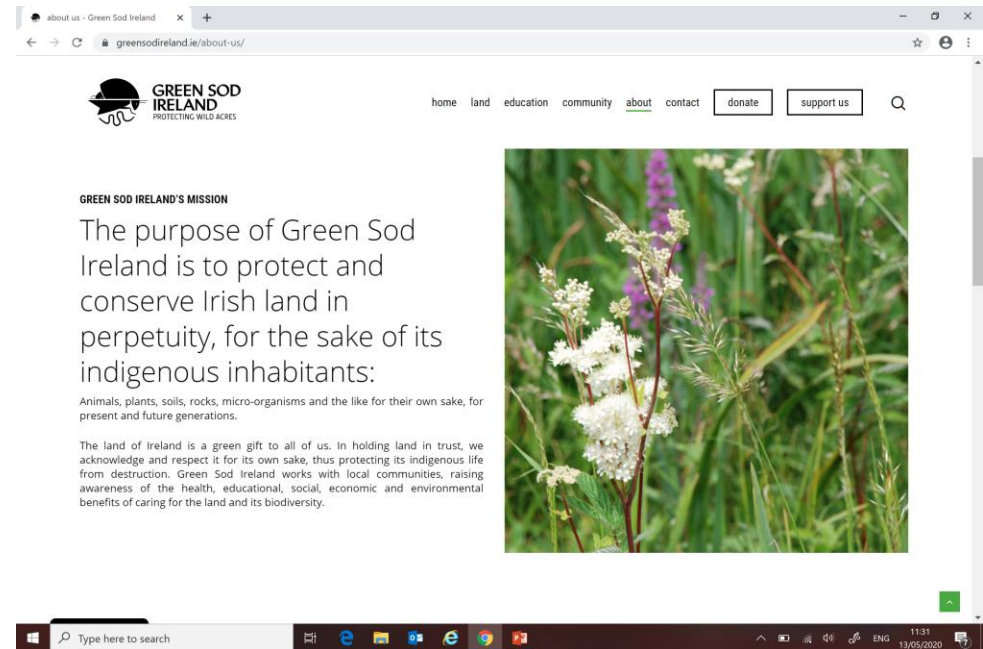 about us - Green Sod Ireland
greensodireland.ie/about-us/
GREEN SOD
IRELAND
PROTECTING WILD ACRES
home land education community about contact donate support us
GREEN SOD IRELAND'S MISSION
The purpose of Green Sod
Ireland is to protect and
conserve Irish land in
perpetuity, for the sake of its
indigenous inhabitants:
Animals, plants, soils, rocks, micro-organisms and the like for their own sake, for
present and future generations.
The land of Ireland is a green gift to all of us. In holding land in trust, we
acknowledge and respect it for its own sake, thus protecting its indigenous life
from destruction. Green Sod Ireland works with local communities, raising
awareness of the health, educational, social, economic and environmental
benefits of caring for the land and its biodiversity.
Type here to search
ENG
11:31
13/05/2020
7